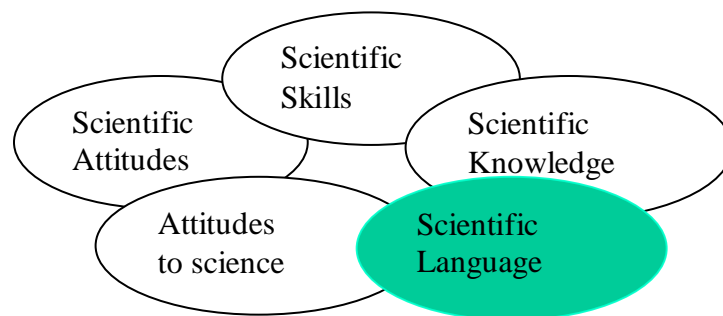 Scientific
Skills
Scientific
Attitudes
Scientific
Knowledge
Attitudes
to science
Scientific
Language